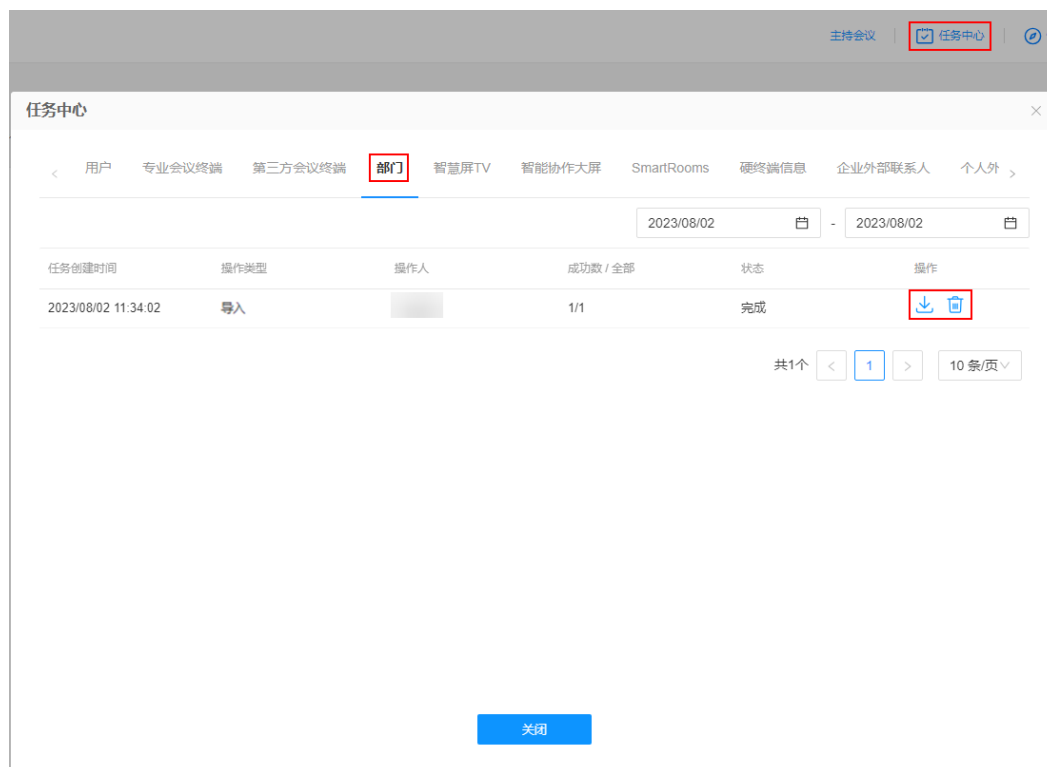 主持会议 任务中心
任务中心
用户 专业会议终端 第三方会议终端 部门 智慧屏TV 智能协作大屏 SmartRooms 硬终端信息 企业外部联系人 个人外
2023/08/02 - 2023/08/02
任务创建时间 操作类型 操作人 成功数 / 全部 状态 操作
2023/08/02 11:34:02 导入 1/1 完成
共1个 < 1 > 10 条/页
关闭